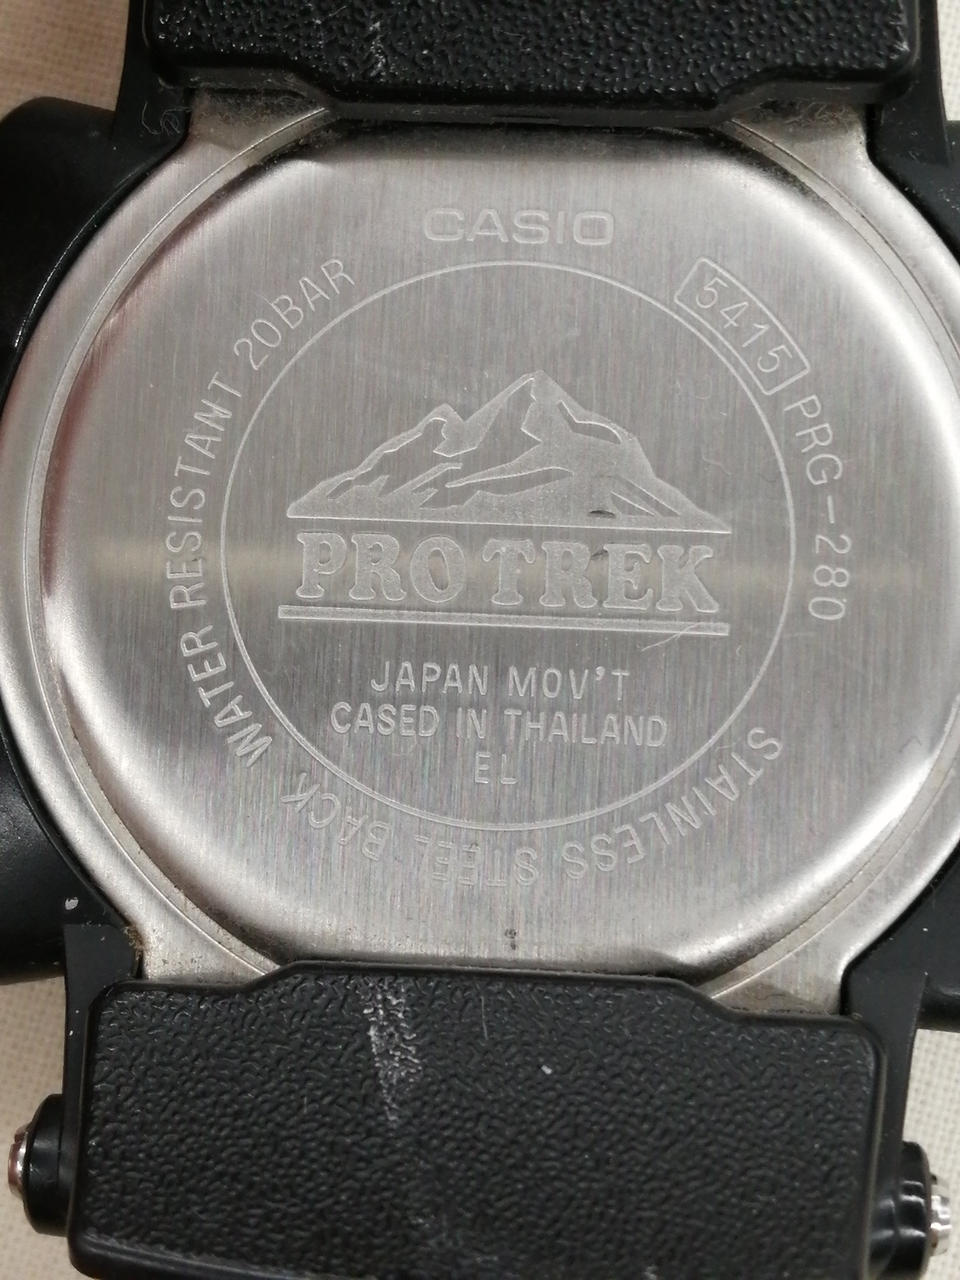 CASIO
5415 PRG-280
WATER RESISTANT 20BAR
PRO TREK
JAPAN MOV'T
CASED IN THAILAND
EL
STAINLESS STEEL BACK